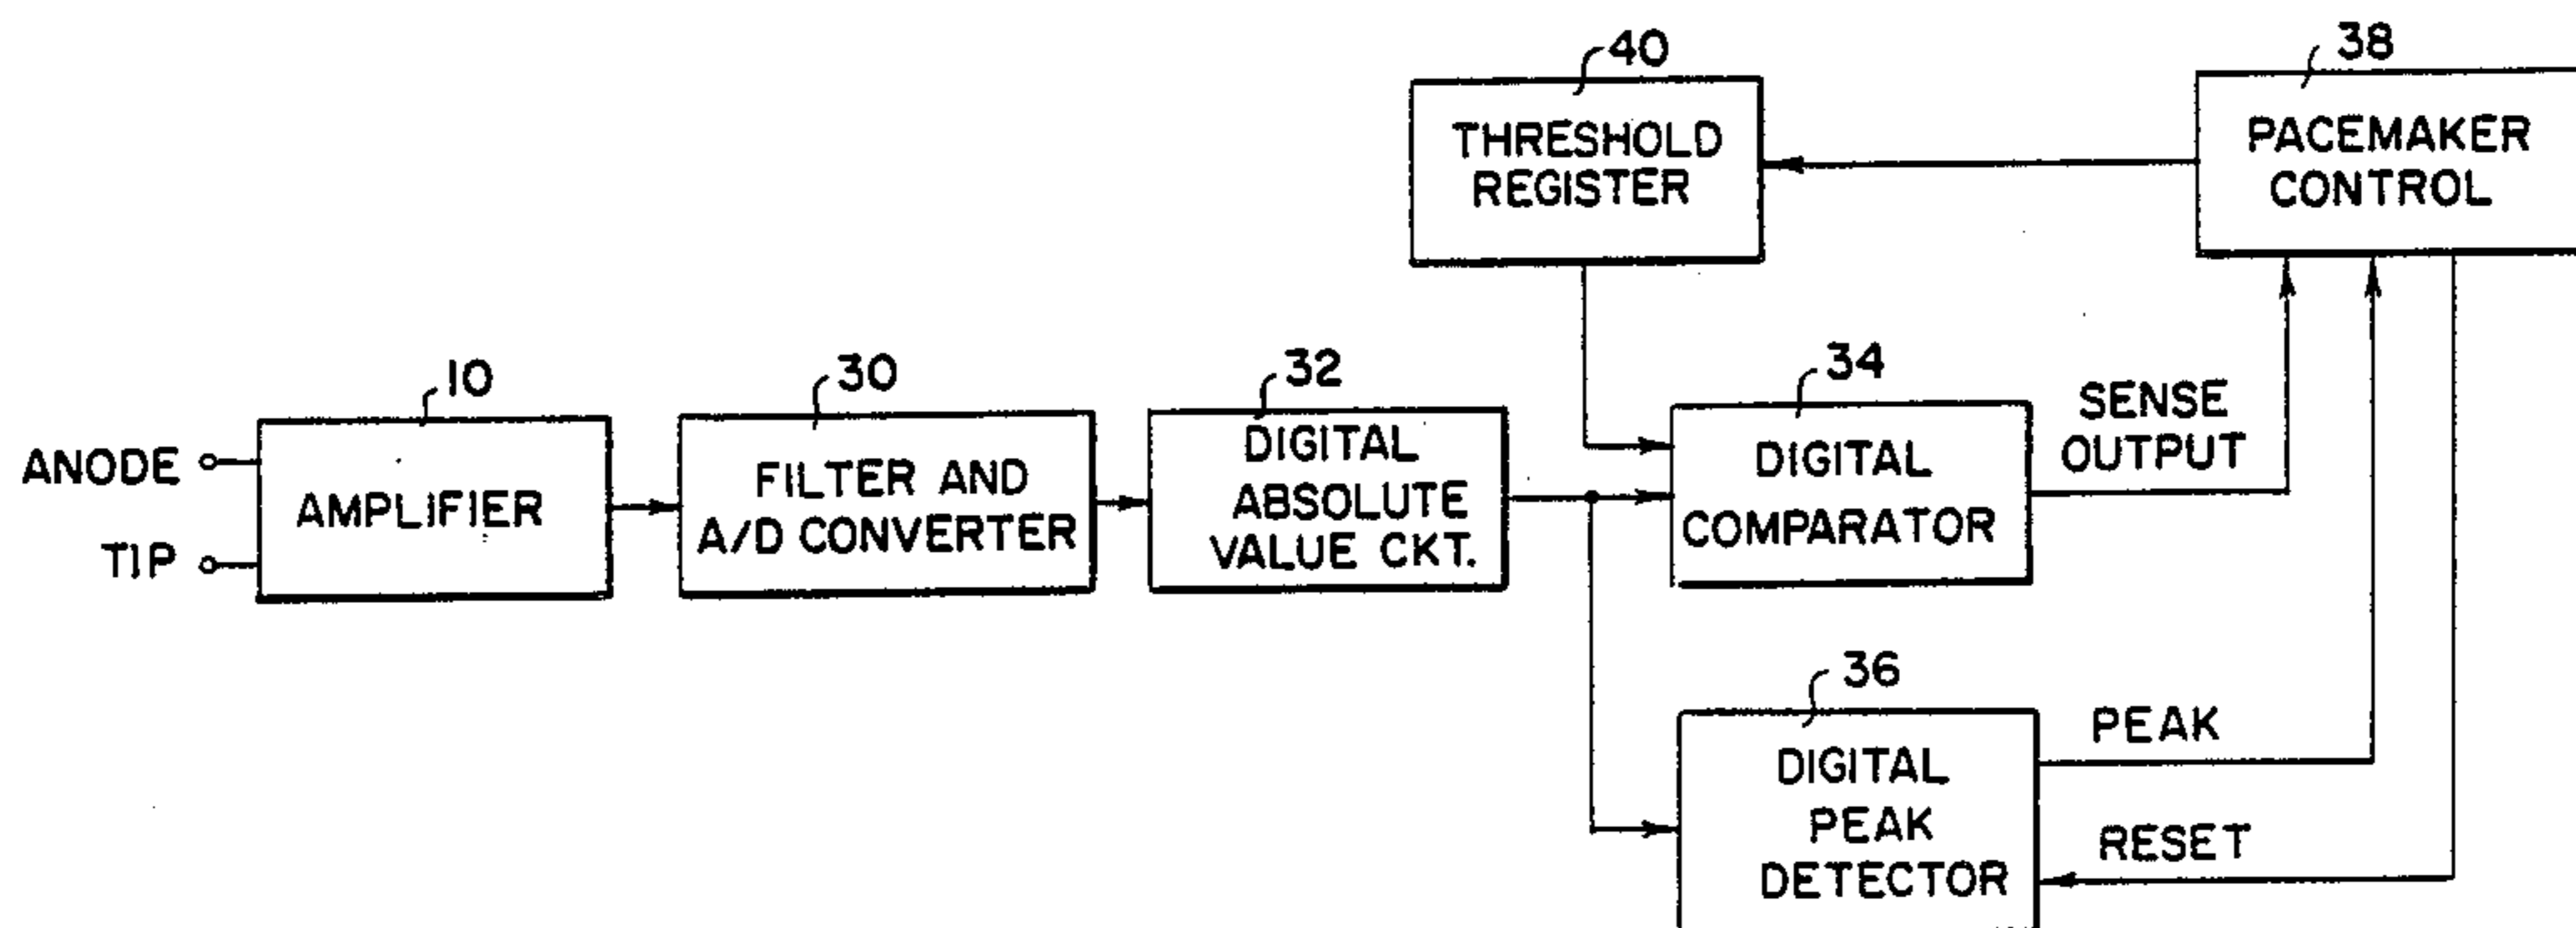 40
38
THRESHOLD
REGISTER
PACEMAKER
CONTROL
10
30
32
34
ANODE
TIP
AMPLIFIER
FILTER AND
A/D CONVERTER
DIGITAL
ABSOLUTE
VALUE CKT.
DIGITAL
COMPARATOR
SENSE
OUTPUT
36
DIGITAL
PEAK
DETECTOR
PEAK
RESET